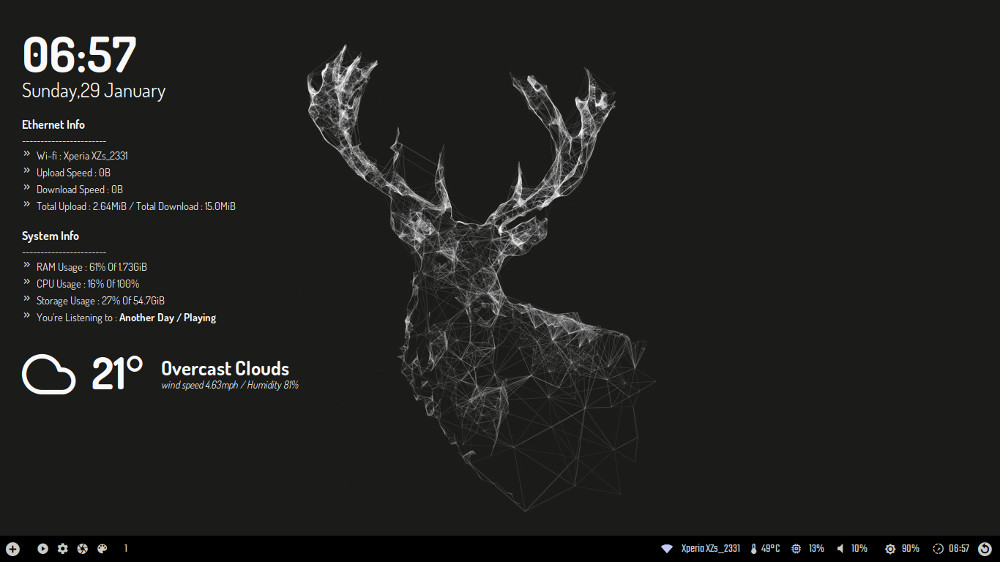 06:57
Sunday,29 January
Ethernet Info
-----------------------
» Wi-fi : Xperia XZs_2331
» Upload Speed : 0B
» Download Speed : 0B
» Total Upload : 2.64MiB / Total Download : 15.0MiB
System Info
-----------------------
» RAM Usage : 61% Of 1.73GiB
» CPU Usage : 16% Of 100%
» Storage Usage : 27% Of 54.7GiB
» You're Listening to : Another Day / Playing
21° Overcast Clouds
wind speed 4.63mph / Humidity 81%
1 Xperia XZs_2331 49°C 13% 10% 90% 06:57